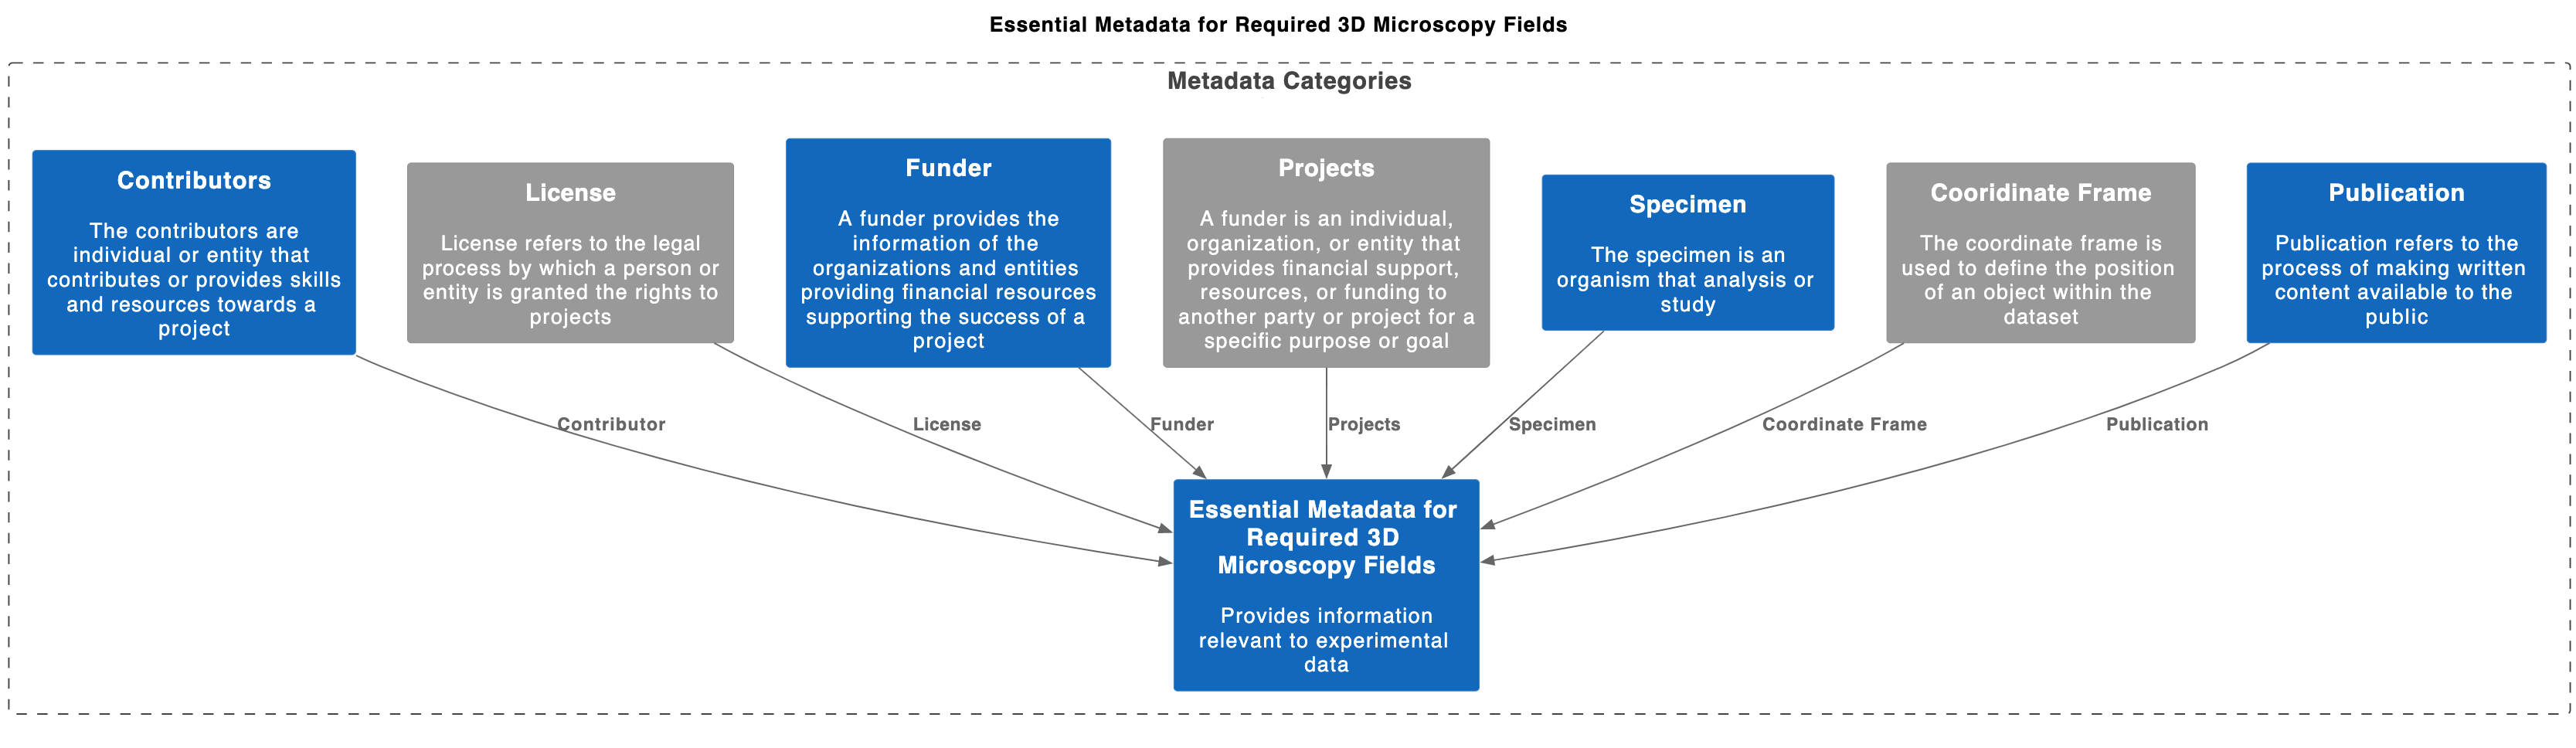 Essential Metadata for Required 3D Microscopy Fields
Metadata Categories
Contributors
The contributors are
individual or entity that
contributes or provides skills
and resources towards a
project
License
License refers to the legal
process by which a person or
entity is granted the rights to
projects
Funder
A funder provides the
information of the
organizations and entities
providing financial resources
supporting the success of a
project
Projects
A funder is an individual,
organization, or entity that
provides financial support,
resources, or funding to
another party or project for a
specific purpose or goal
Specimen
The specimen is an
organism that analysis or
study
Cooridinate Frame
The coordinate frame is
used to define the position
of an object within the
dataset
Publication
Publication refers to the
process of making written
content available to the
public
Contributor
License
Funder
Projects
Specimen
Coordinate Frame
Publication
Essential Metadata for
Required 3D
Microscopy Fields
Provides information
relevant to experimental
data